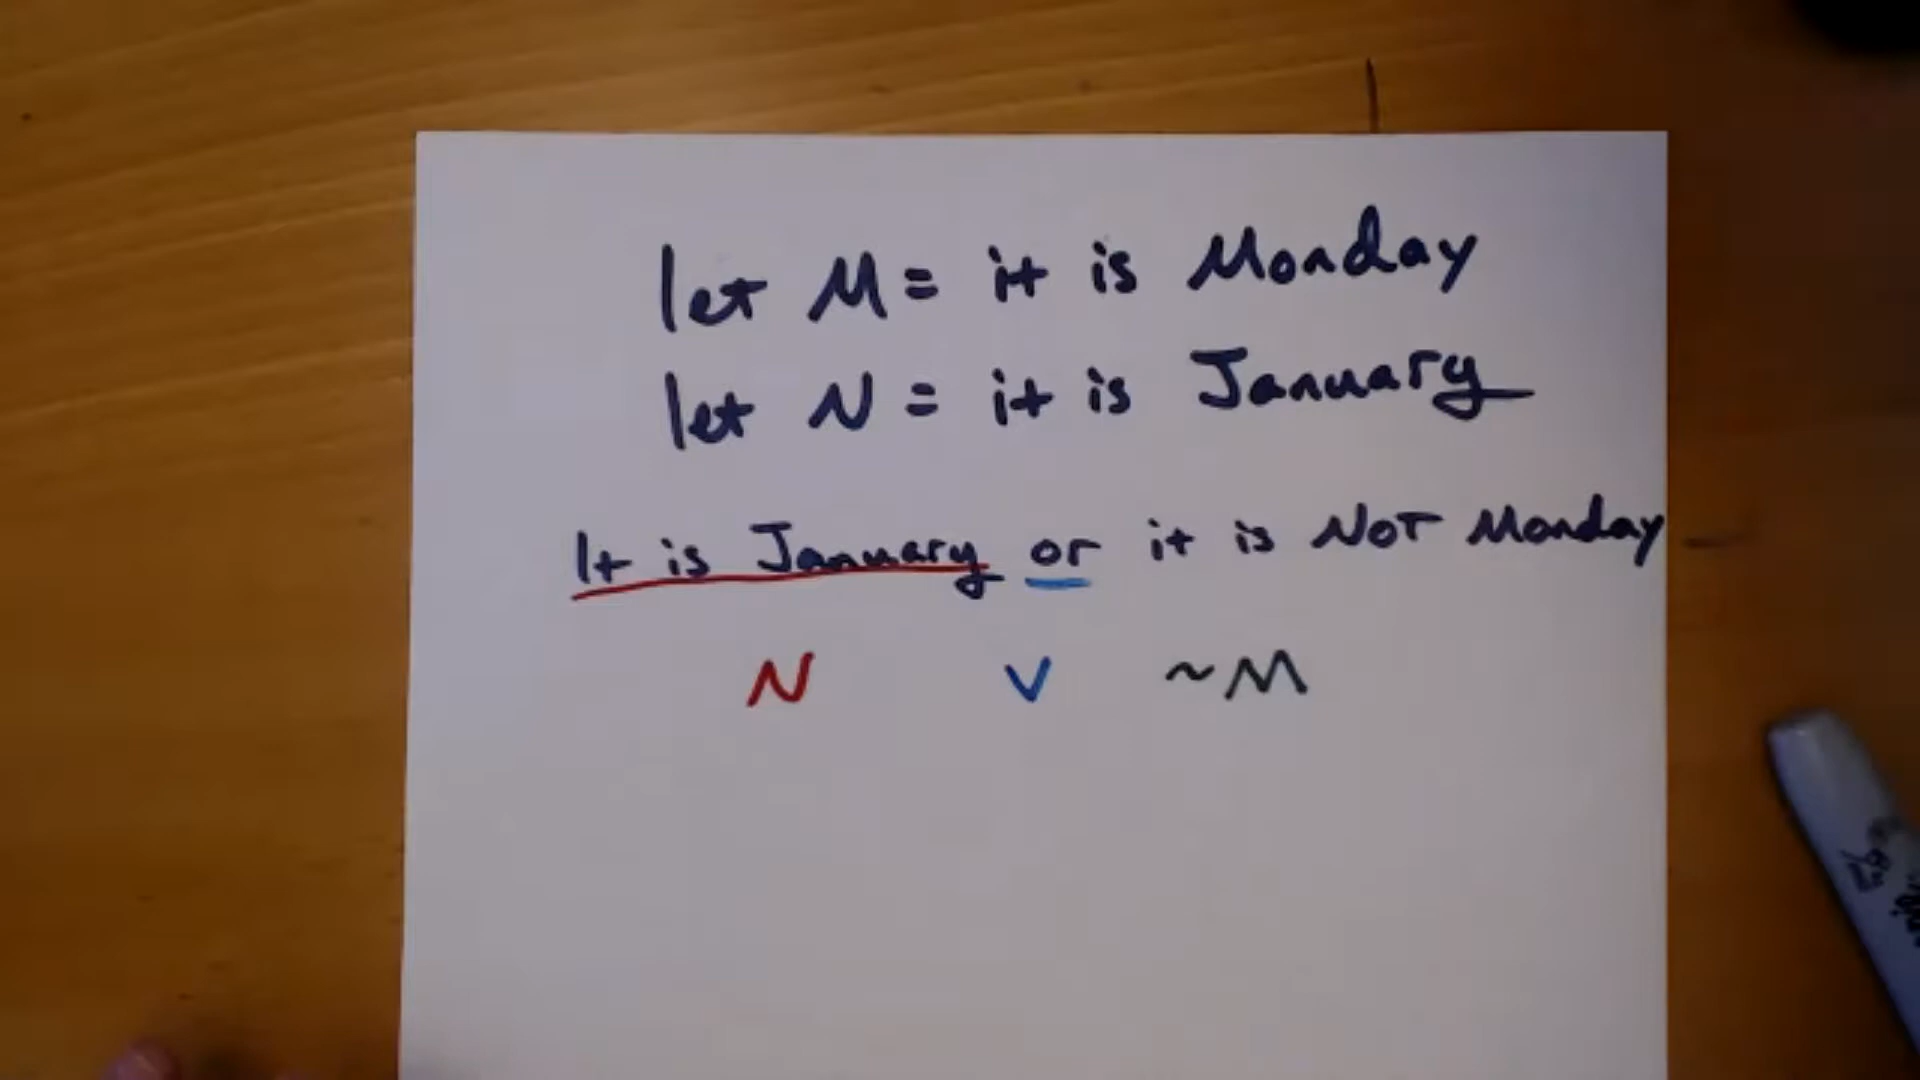 let M = it is Monday
let N = it is January
It is January or it is NOT Monday
N V ~M